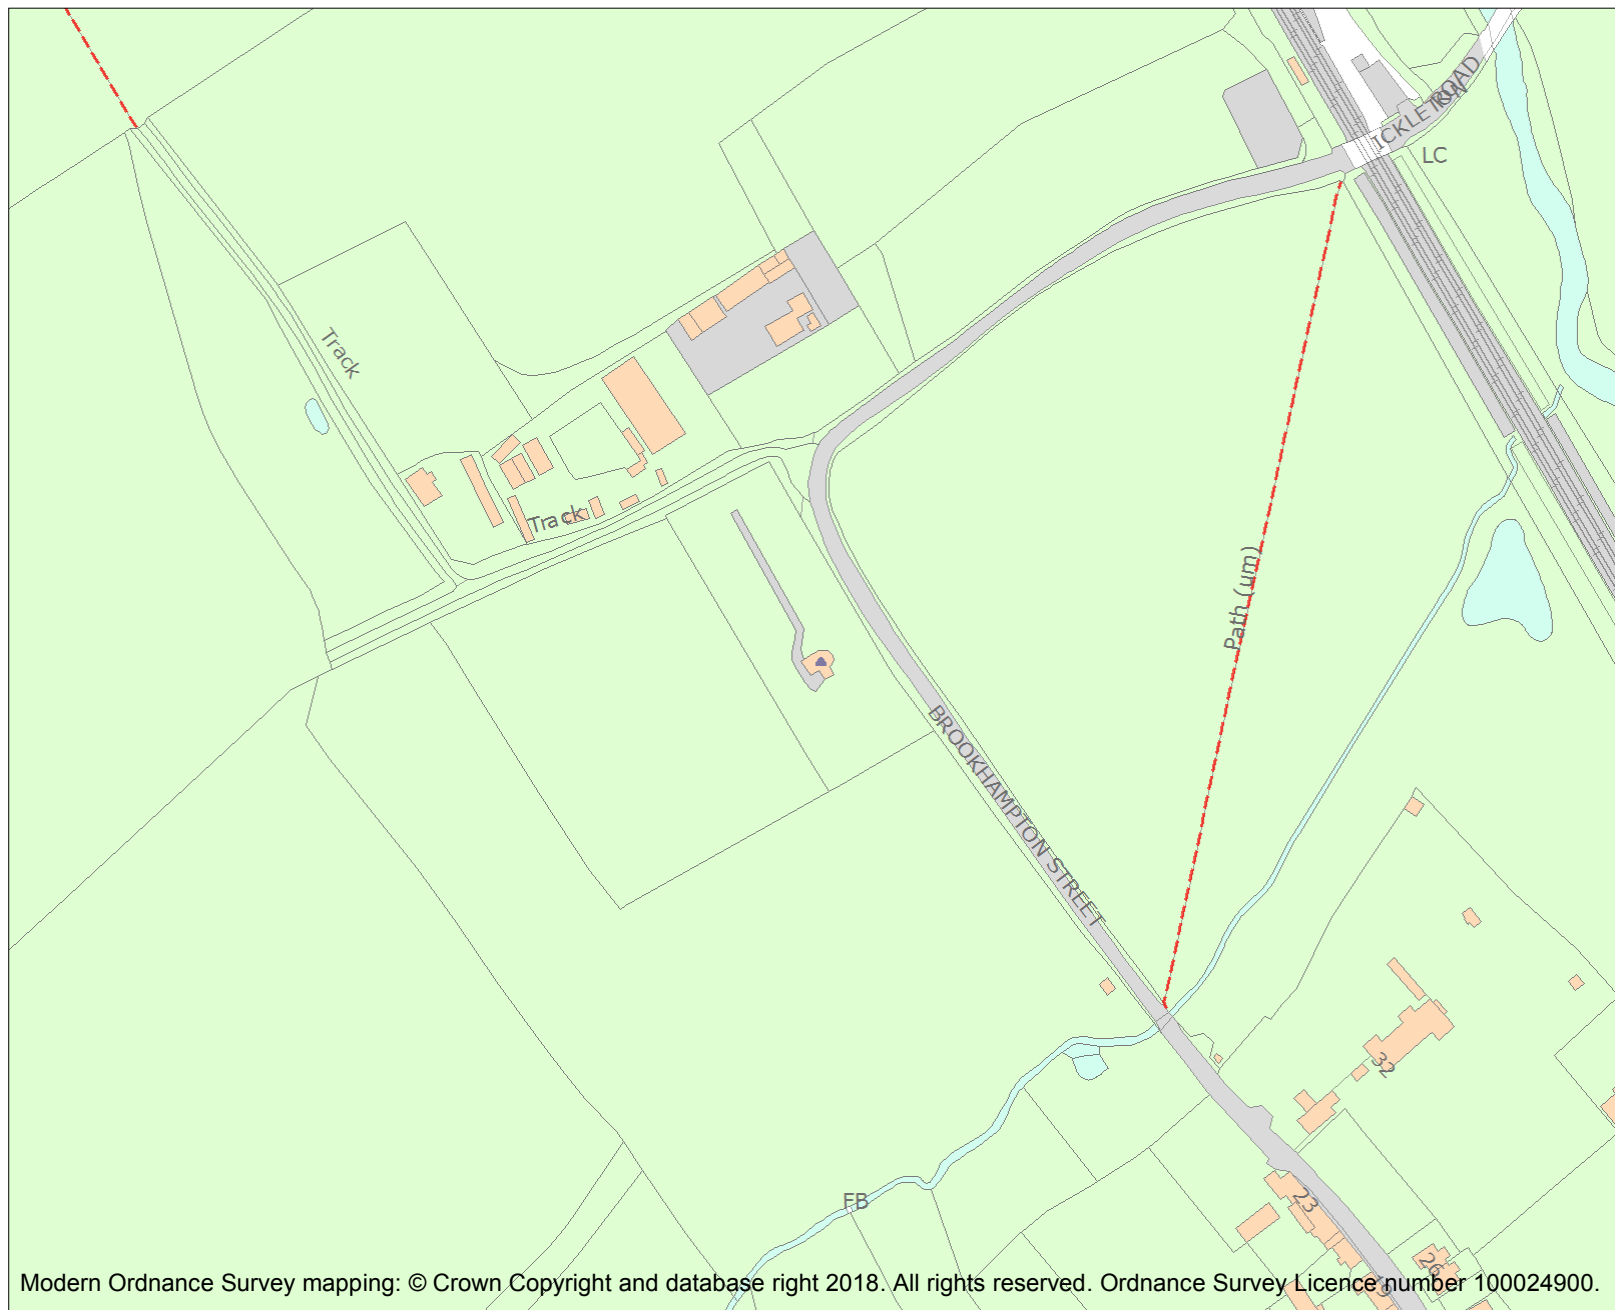 ICKLETON ROAD
LC
Track
Track
Path (um)
BROOKHAMPTON STREET
32
FB
23
26
Modern Ordnance Survey mapping: © Crown Copyright and database right 2018. All rights reserved. Ordnance Survey Licence number 100024900.